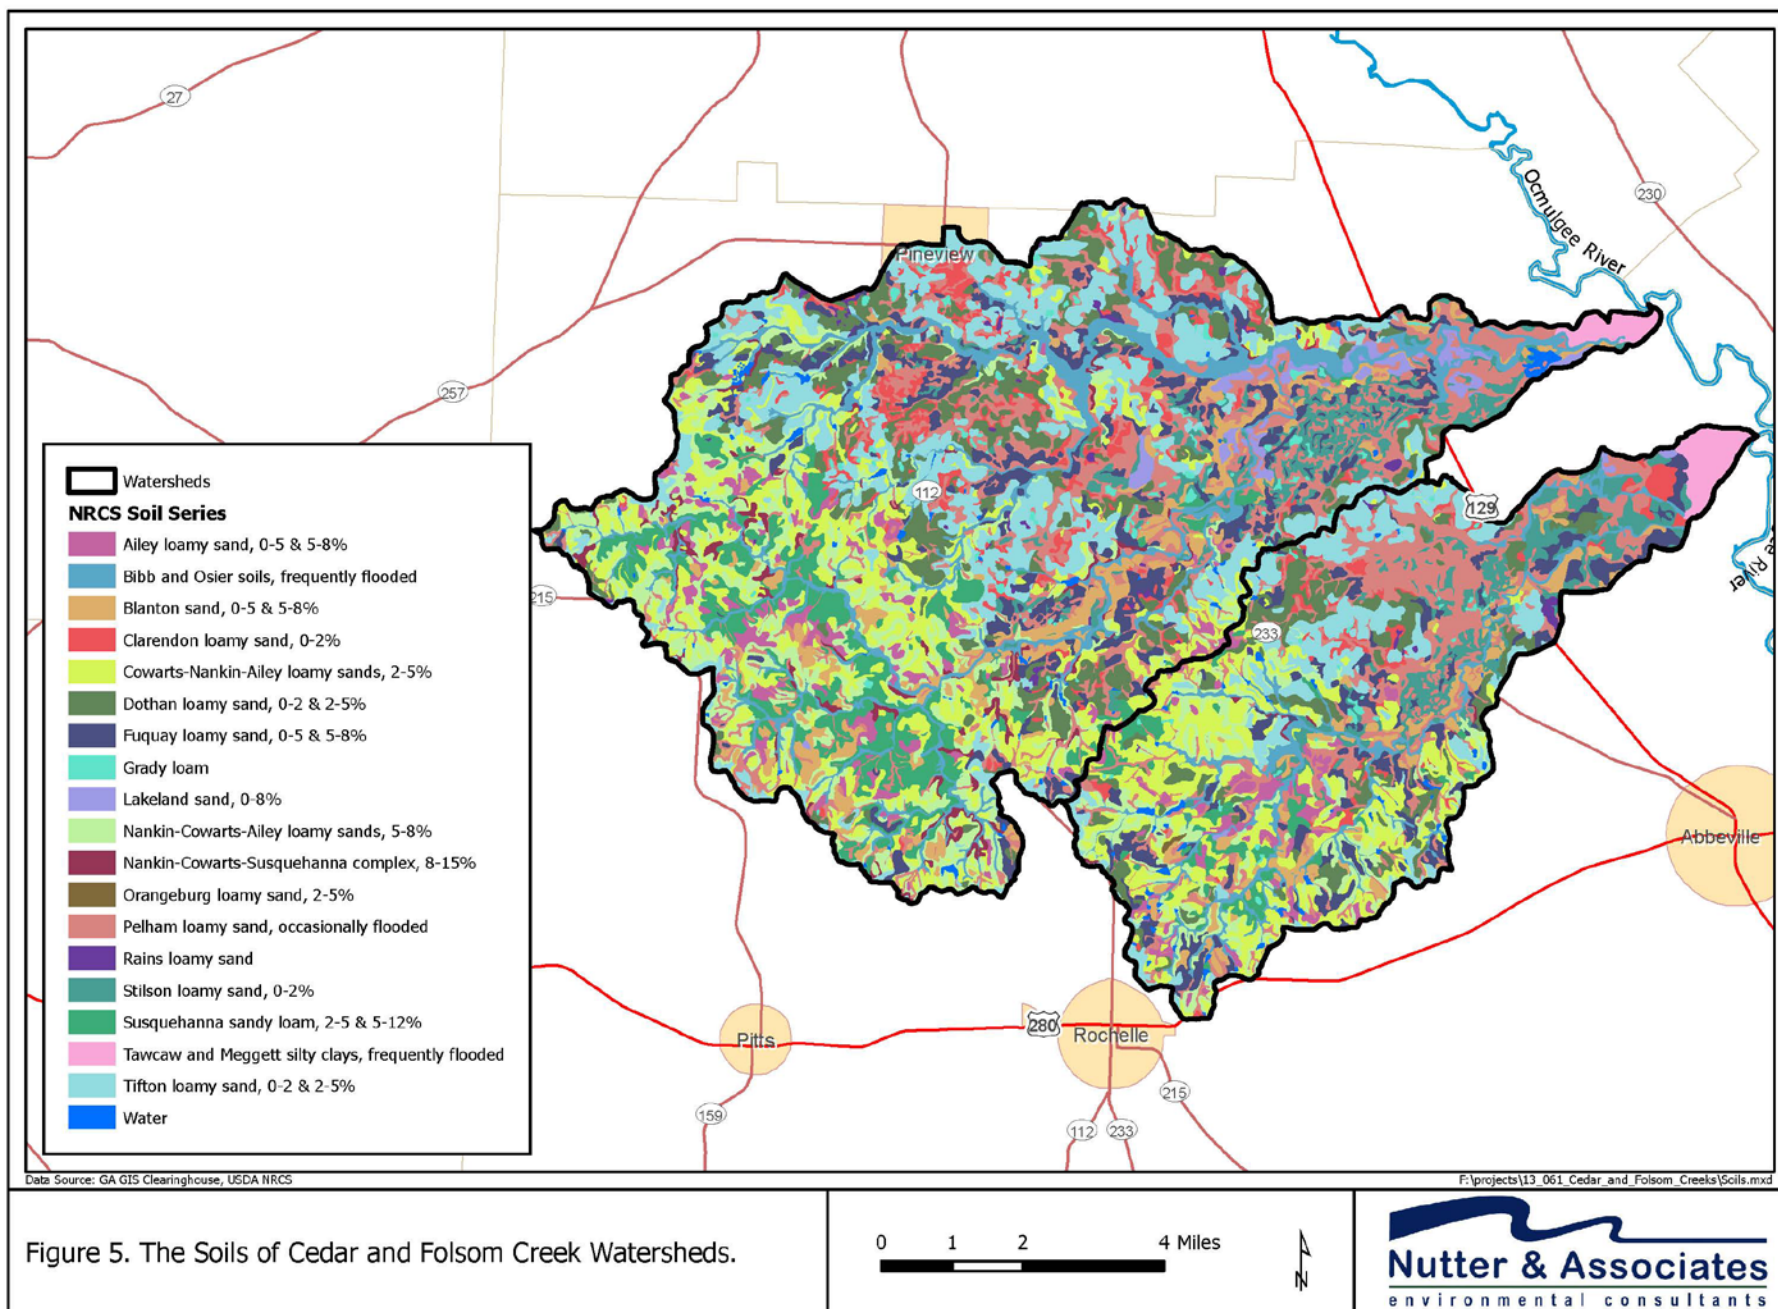 27
230
Ocmulgee River
Pineview
257
112
129
215
233
River
Abbeville
280
Rochelle
Pitts
215
159
112
233
Watersheds
NRCS Soil Series
Ailey loamy sand, 0-5 & 5-8%
Bibb and Osier soils, frequently flooded
Blanton sand, 0-5 & 5-8%
Clarendon loamy sand, 0-2%
Cowarts-Nankin-Ailey loamy sands, 2-5%
Dothan loamy sand, 0-2 & 2-5%
Fuquay loamy sand, 0-5 & 5-8%
Grady loam
Lakeland sand, 0-8%
Nankin-Cowarts-Ailey loamy sands, 5-8%
Nankin-Cowarts-Susquehanna complex, 8-15%
Orangeburg loamy sand, 2-5%
Pelham loamy sand, occasionally flooded
Rains loamy sand
Stilson loamy sand, 0-2%
Susquehanna sandy loam, 2-5 & 5-12%
Tawcaw and Meggett silty clays, frequently flooded
Tifton loamy sand, 0-2 & 2-5%
Water
Data Source: GA GIS Clearinghouse, USDA NRCS
F:\projects\13_061_Cedar_and_Folsom_Creeks\Soils.mxd
Figure 5. The Soils of Cedar and Folsom Creek Watersheds.
0 1 2 4 Miles
N
Nutter & Associates
environmental consultants